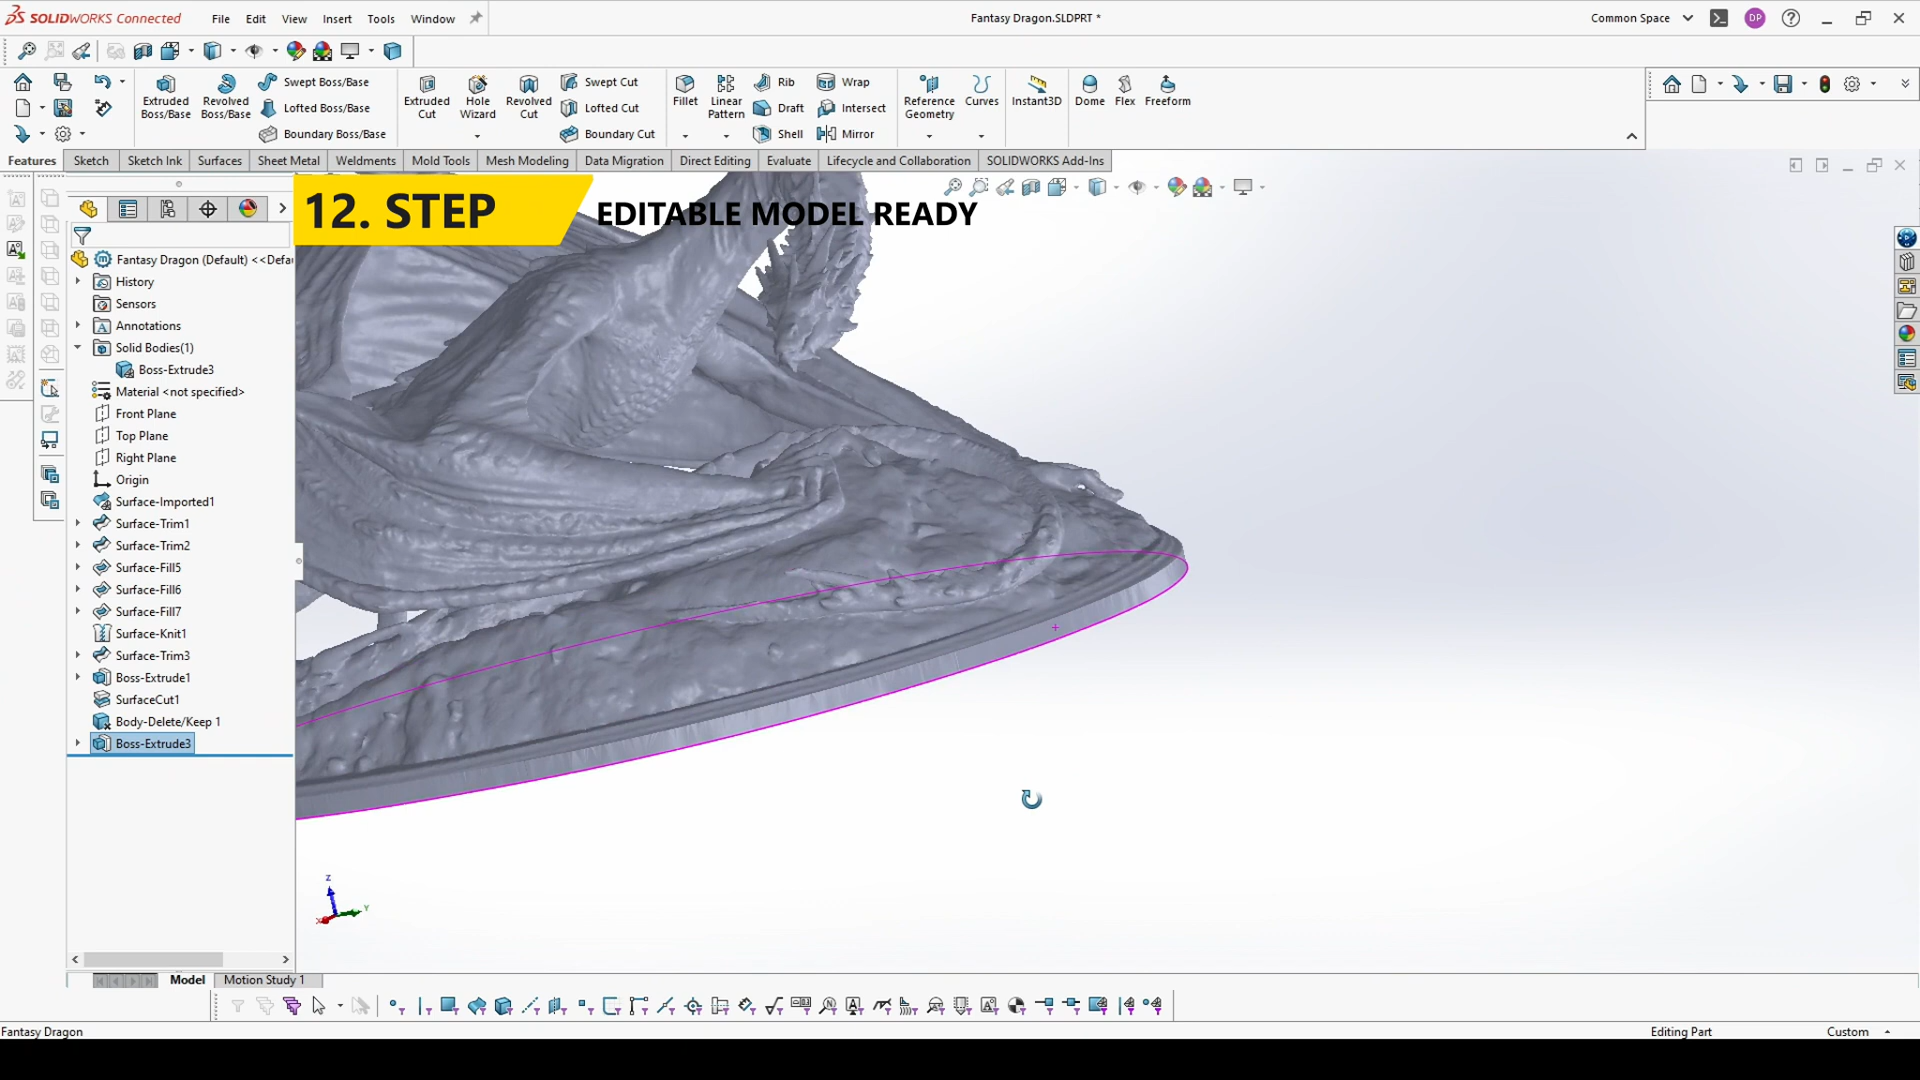 SOLIDWORKS Connected File Edit View Insert Tools Window Fantasy Dragon.SLDPRT * Common Space DP
Extruded Boss/Base Revolved Boss/Base Swept Boss/Base Lofted Boss/Base Boundary Boss/Base Extruded Cut Hole Wizard Revolved Cut Swept Cut Lofted Cut Boundary Cut Fillet Linear Pattern Rib Draft Shell Wrap Intersect Mirror Reference Geometry Curves Instant3D Dome Flex Freeform
Features Sketch Sketch Ink Surfaces Sheet Metal Weldments Mold Tools Mesh Modeling Data Migration Direct Editing Evaluate Lifecycle and Collaboration SOLIDWORKS Add-Ins
12. STEP EDITABLE MODEL READY
Fantasy Dragon (Default) <<Defa
History
Sensors
Annotations
Solid Bodies(1)
Boss-Extrude3
Material <not specified>
Front Plane
Top Plane
Right Plane
Origin
Surface-Imported1
Surface-Trim1
Surface-Trim2
Surface-Fill5
Surface-Fill6
Surface-Fill7
Surface-Knit1
Surface-Trim3
Boss-Extrude1
SurfaceCut1
Body-Delete/Keep 1
Boss-Extrude3
Z
Y
X
Model Motion Study 1
Fantasy Dragon Editing Part Custom